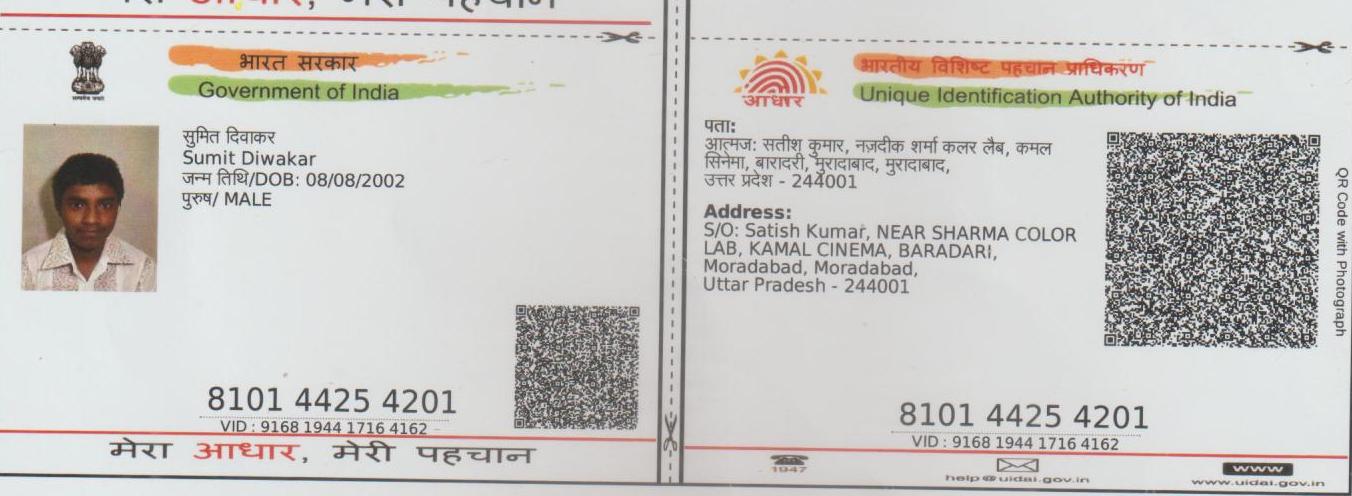 मेरा आधार, मेरी पहचान
भारत सरकार
Government of India
सुमित दिवाकर
Sumit Diwakar
जन्म तिथि/DOB: 08/08/2002
पुरुष/ MALE
8101 4425 4201
VID : 9168 1944 1716 4162
मेरा आधार, मेरी पहचान
आधार
भारतीय विशिष्ट पहचान प्राधिकरण
Unique Identification Authority of India
पता:
आत्मज: सतीश कुमार, नज़दीक शर्मा कलर लैब, कमल
सिनेमा, बारादरी, मुरादाबाद, मुरादाबाद,
उत्तर प्रदेश - 244001
Address:
S/O: Satish Kumar, NEAR SHARMA COLOR
LAB, KAMAL CINEMA, BARADARI,
Moradabad, Moradabad,
Uttar Pradesh - 244001
QR Code with Photograph
8101 4425 4201
VID : 9168 1944 1716 4162
1947
help@uidai.gov.in
www
www.uidai.gov.in